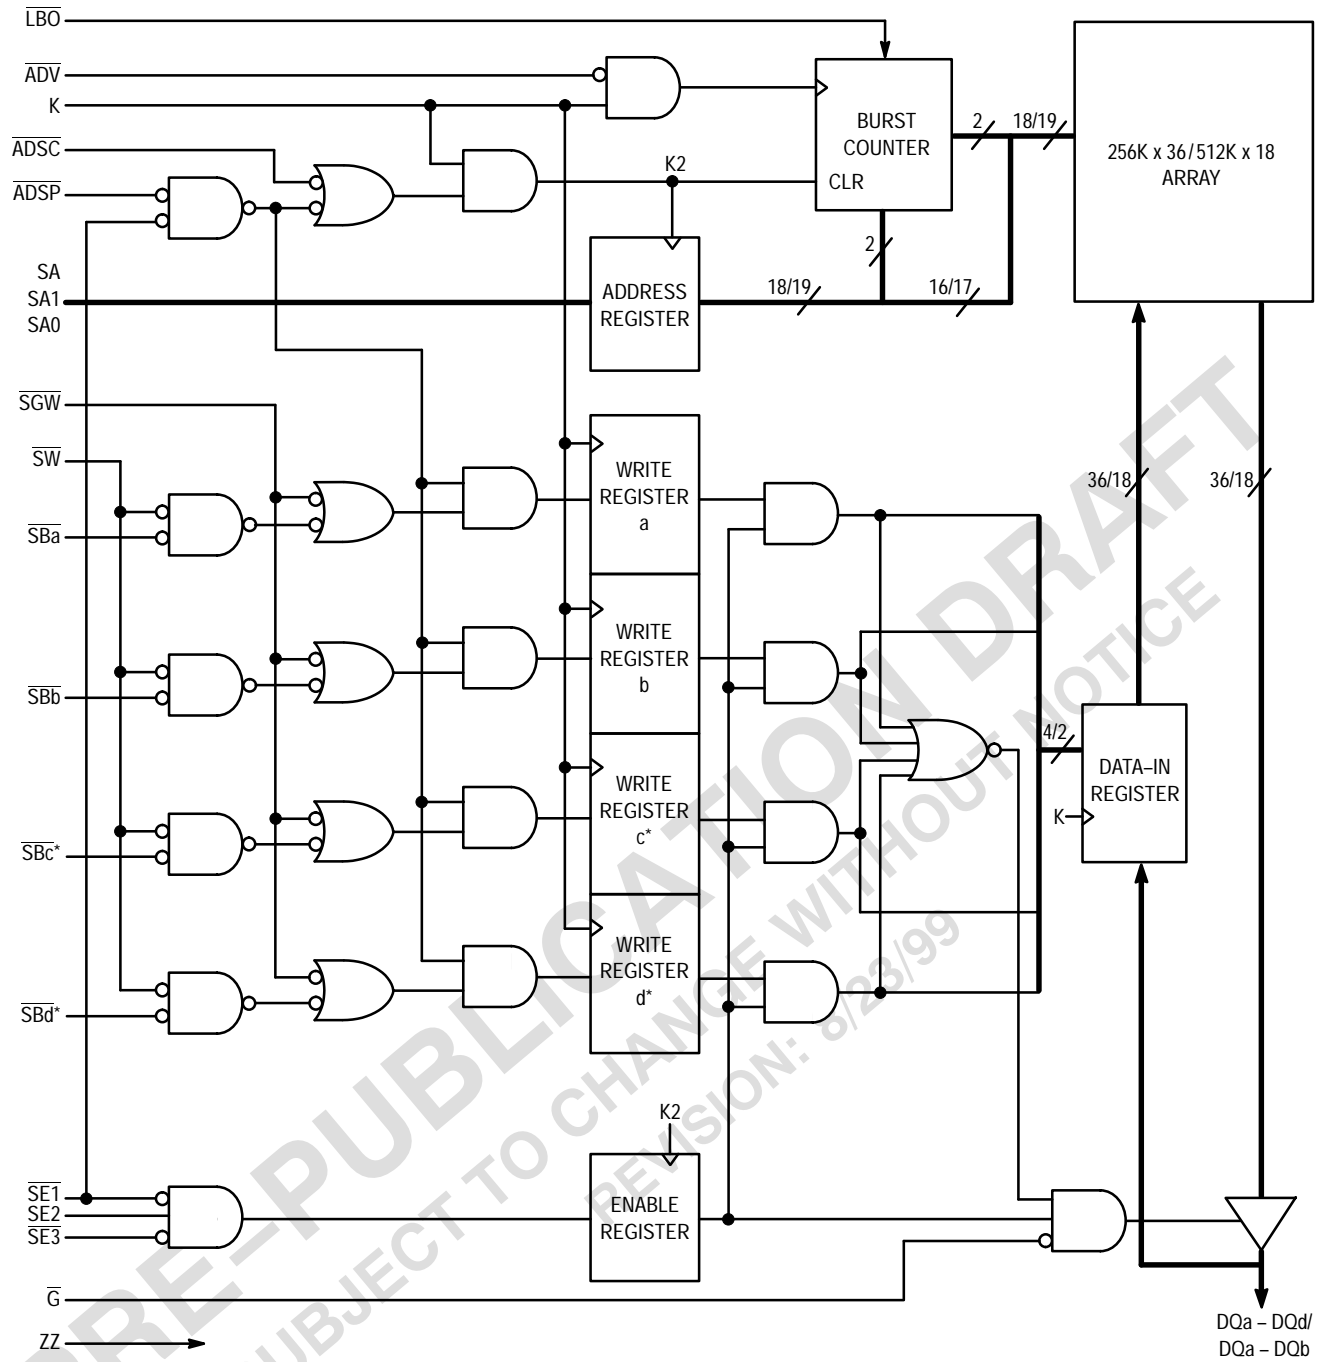 LBO
ADV
K
ADSC
ADSP
SA
SA1
SA0
SGW
SW
SBa
SBb
SBc*
SBd*
SE1
SE2
SE3
G
ZZ
K2
BURST
COUNTER
CLR
2
18/19
256K x 36/512K x 18
ARRAY
2
ADDRESS
REGISTER
18/19
16/17
WRITE
REGISTER
a
WRITE
REGISTER
b
WRITE
REGISTER
c*
WRITE
REGISTER
d*
36/18
36/18
4/2
DATA–IN
REGISTER
K
K2
ENABLE
REGISTER
DQa – DQd/
DQa – DQb
PRE–PUBLICATION DRAFT
SUBJECT TO CHANGE WITHOUT NOTICE
REVISION: 8/23/99